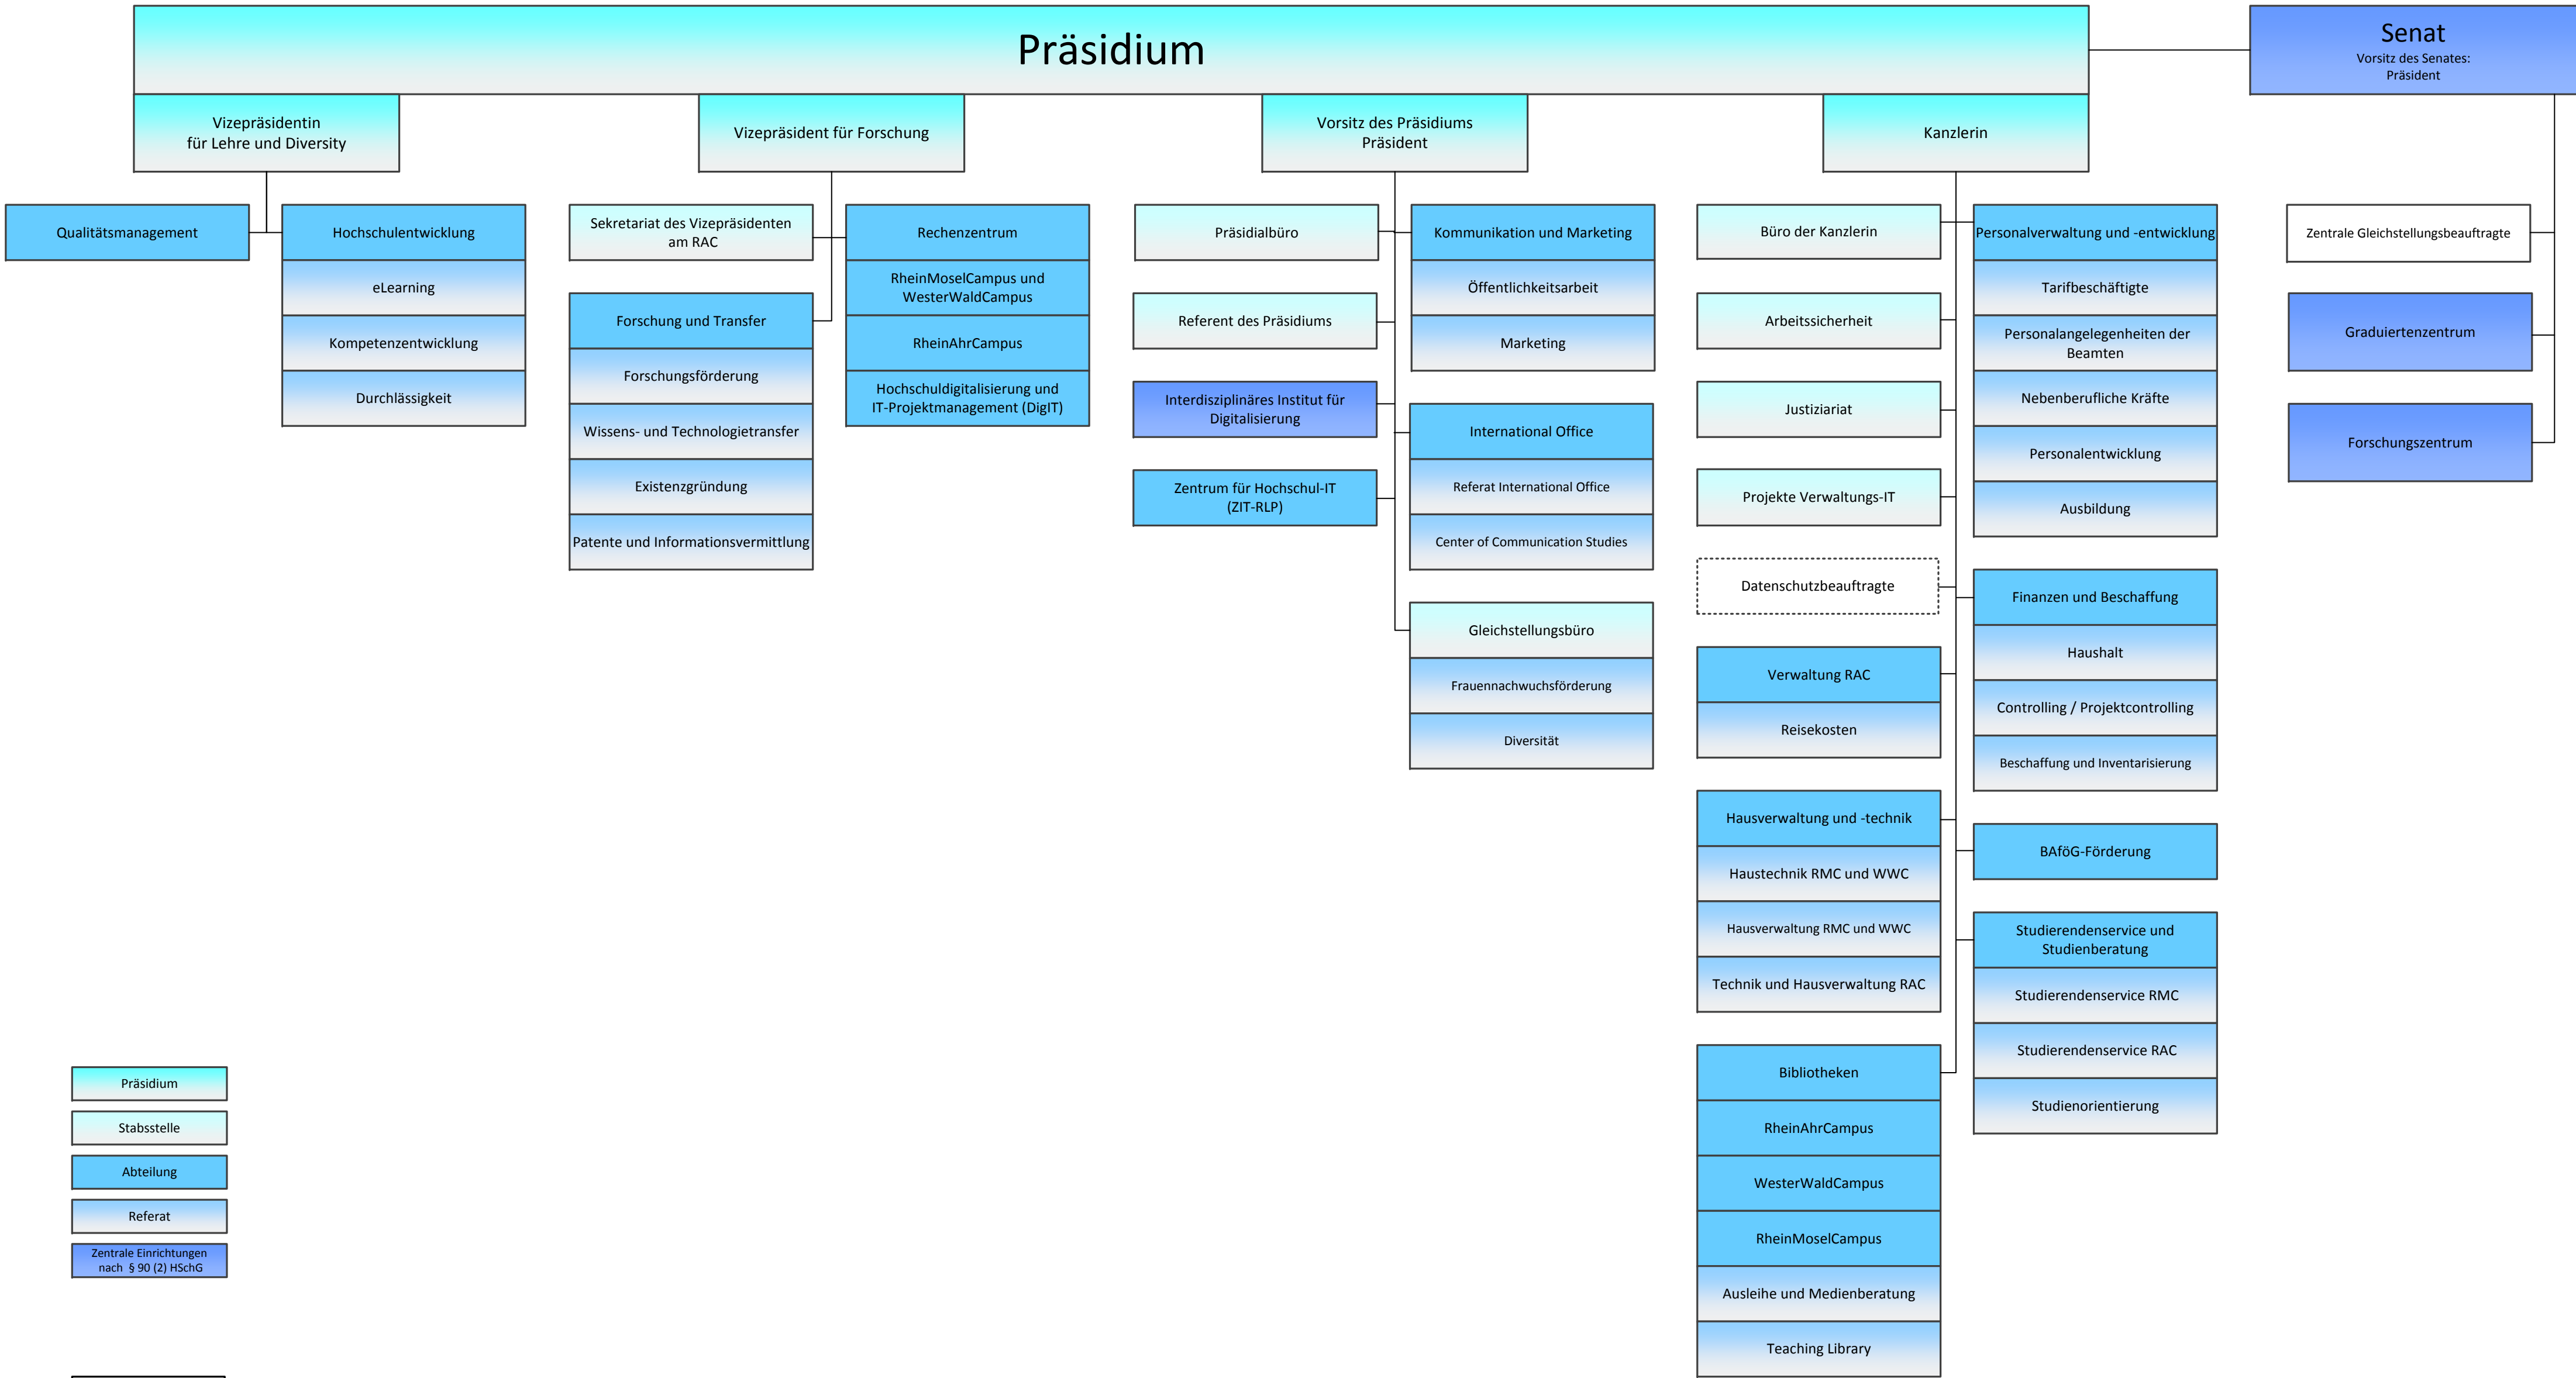 Präsidium
Senat
Vorsitz des Senates:
Präsident
Vizepräsidentin
für Lehre und Diversity
Qualitätsmanagement
Hochschulentwicklung
eLearning
Kompetenzentwicklung
Durchlässigkeit
Vizepräsident für Forschung
Sekretariat des Vizepräsidenten
am RAC
Forschung und Transfer
Forschungsförderung
Wissens- und Technologietransfer
Existenzgründung
Patente und Informationsvermittlung
Rechenzentrum
RheinMoselCampus und
WesterWaldCampus
RheinAhrCampus
Hochschuldigitalisierung und
IT-Projektmanagement (DigIT)
Vorsitz des Präsidiums
Präsident
Präsidialbüro
Referent des Präsidiums
Interdisziplinäres Institut für
Digitalisierung
Zentrum für Hochschul-IT
(ZIT-RLP)
Kommunikation und Marketing
Öffentlichkeitsarbeit
Marketing
International Office
Referat International Office
Center of Communication Studies
Gleichstellungsbüro
Frauennachwuchsförderung
Diversität
Kanzlerin
Büro der Kanzlerin
Arbeitssicherheit
Justiziariat
Projekte Verwaltungs-IT
Datenschutzbeauftragte
Verwaltung RAC
Reisekosten
Hausverwaltung und -technik
Haustechnik RMC und WWC
Hausverwaltung RMC und WWC
Technik und Hausverwaltung RAC
Bibliotheken
RheinAhrCampus
WesterWaldCampus
RheinMoselCampus
Ausleihe und Medienberatung
Teaching Library
Personalverwaltung und -entwicklung
Tarifbeschäftigte
Personalangelegenheiten der
Beamten
Nebenberufliche Kräfte
Personalentwicklung
Ausbildung
Finanzen und Beschaffung
Haushalt
Controlling / Projektcontrolling
Beschaffung und Inventarisierung
BAföG-Förderung
Studierendenservice und
Studienberatung
Studierendenservice RMC
Studierendenservice RAC
Studienorientierung
Zentrale Gleichstellungsbeauftragte
Graduiertenzentrum
Forschungszentrum
Präsidium
Stabsstelle
Abteilung
Referat
Zentrale Einrichtungen
nach § 90 (2) HSchG